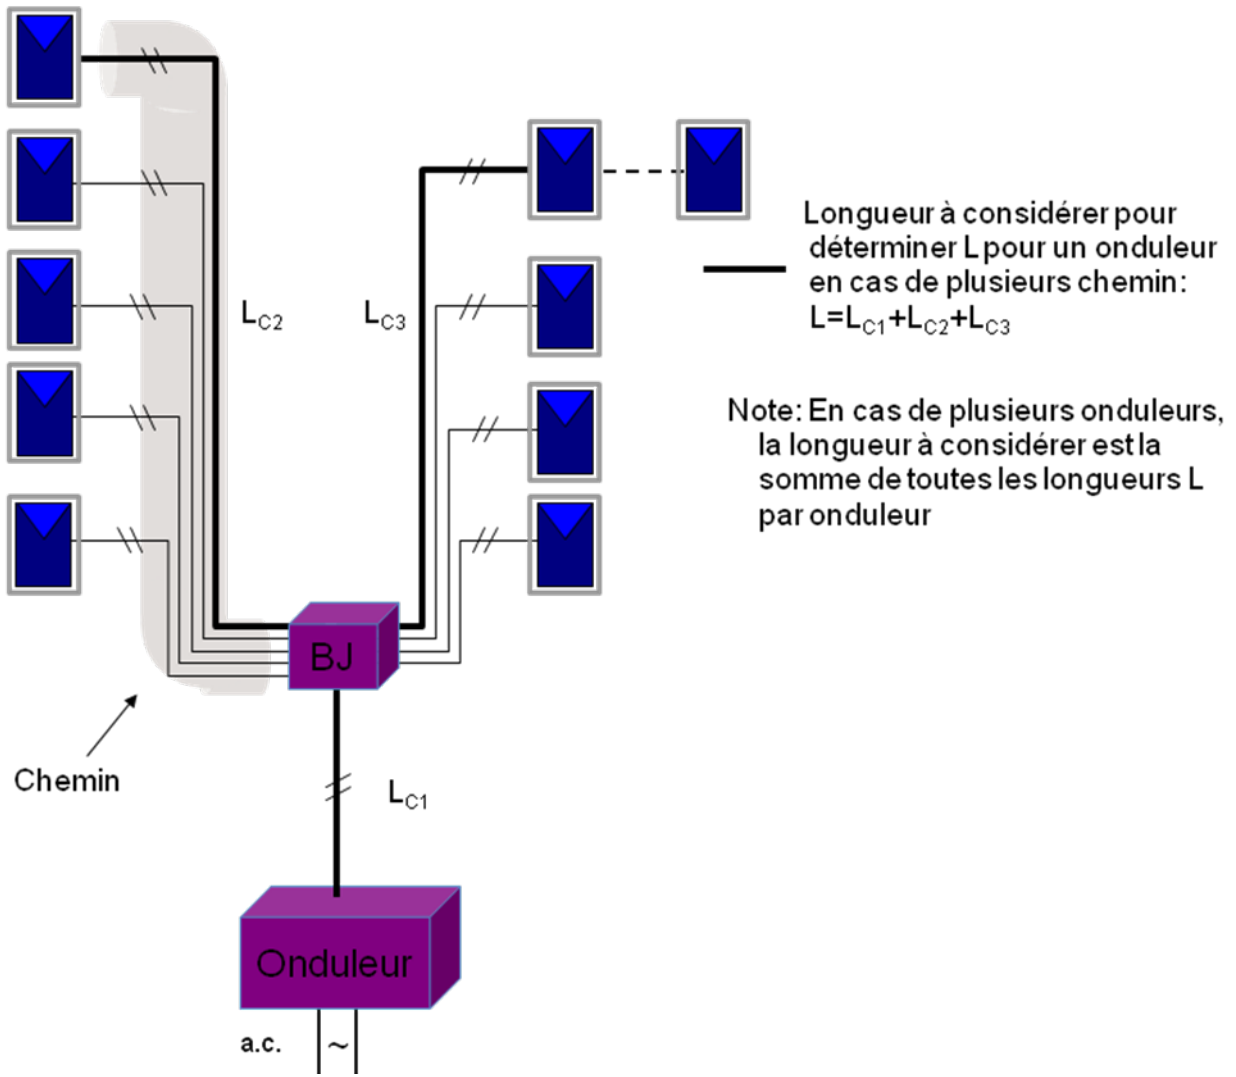 Longueur à considérer pour
déterminer L pour un onduleur
en cas de plusieurs chemin:
L=LC1+LC2+LC3
LC2
LC3
Note: En cas de plusieurs onduleurs,
la longueur à considérer est la
somme de toutes les longueurs L
par onduleur
BJ
Chemin
LC1
Onduleur
a.c.
~